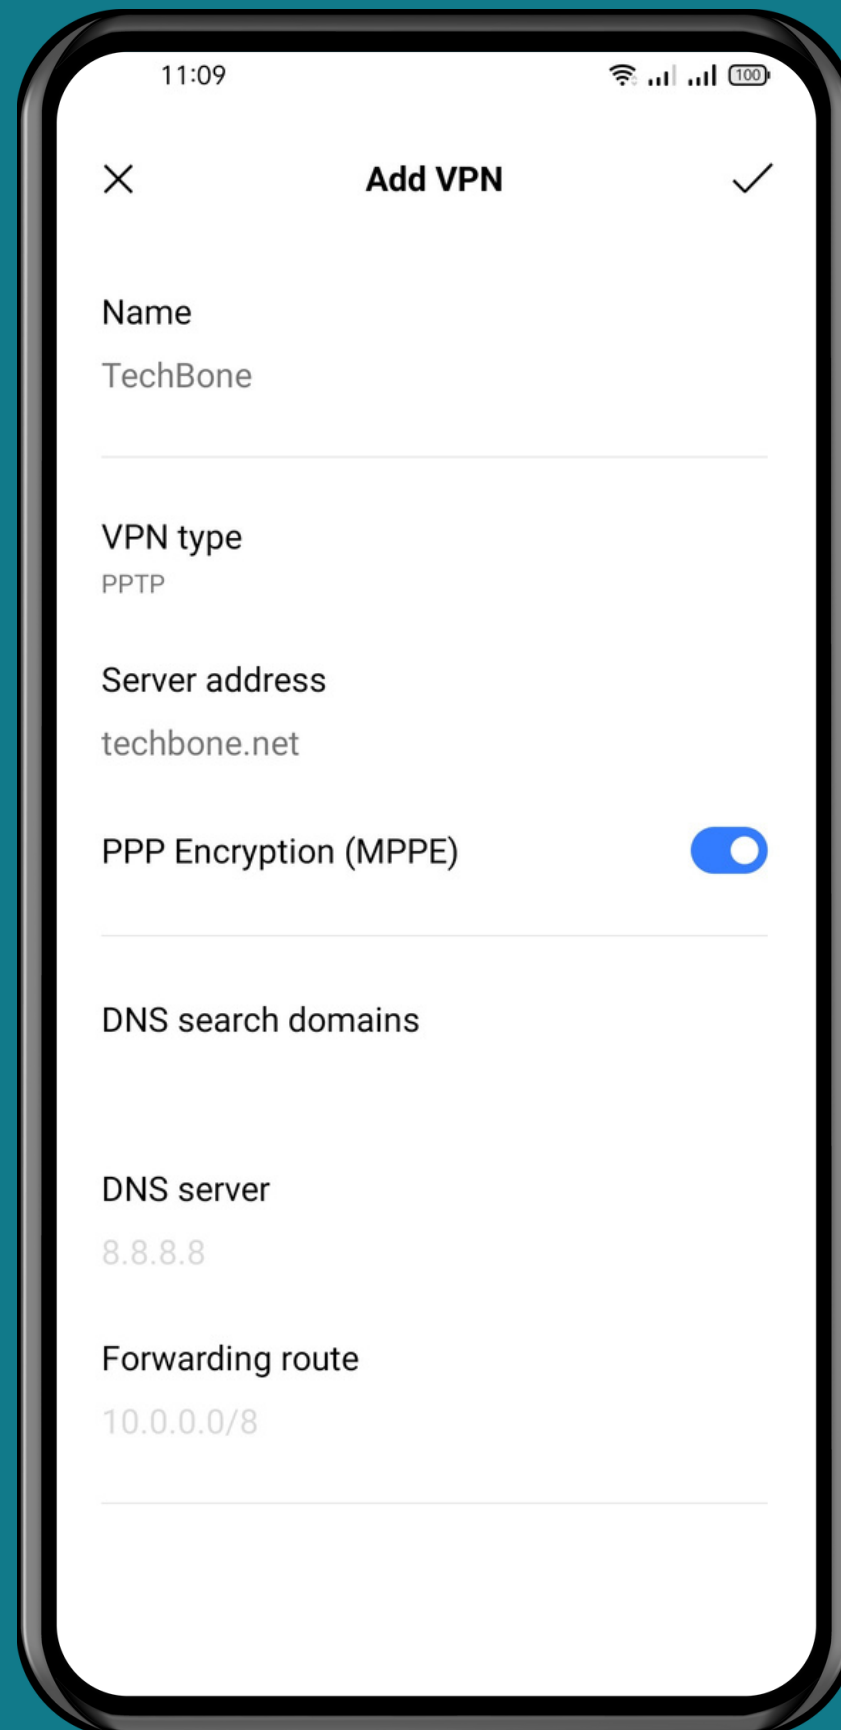 11:09
100
Add VPN
Name
TechBone
VPN type
PPTP
Server address
techbone.net
PPP Encryption (MPPE)
DNS search domains
DNS server
8.8.8.8
Forwarding route
10.0.0.0/8